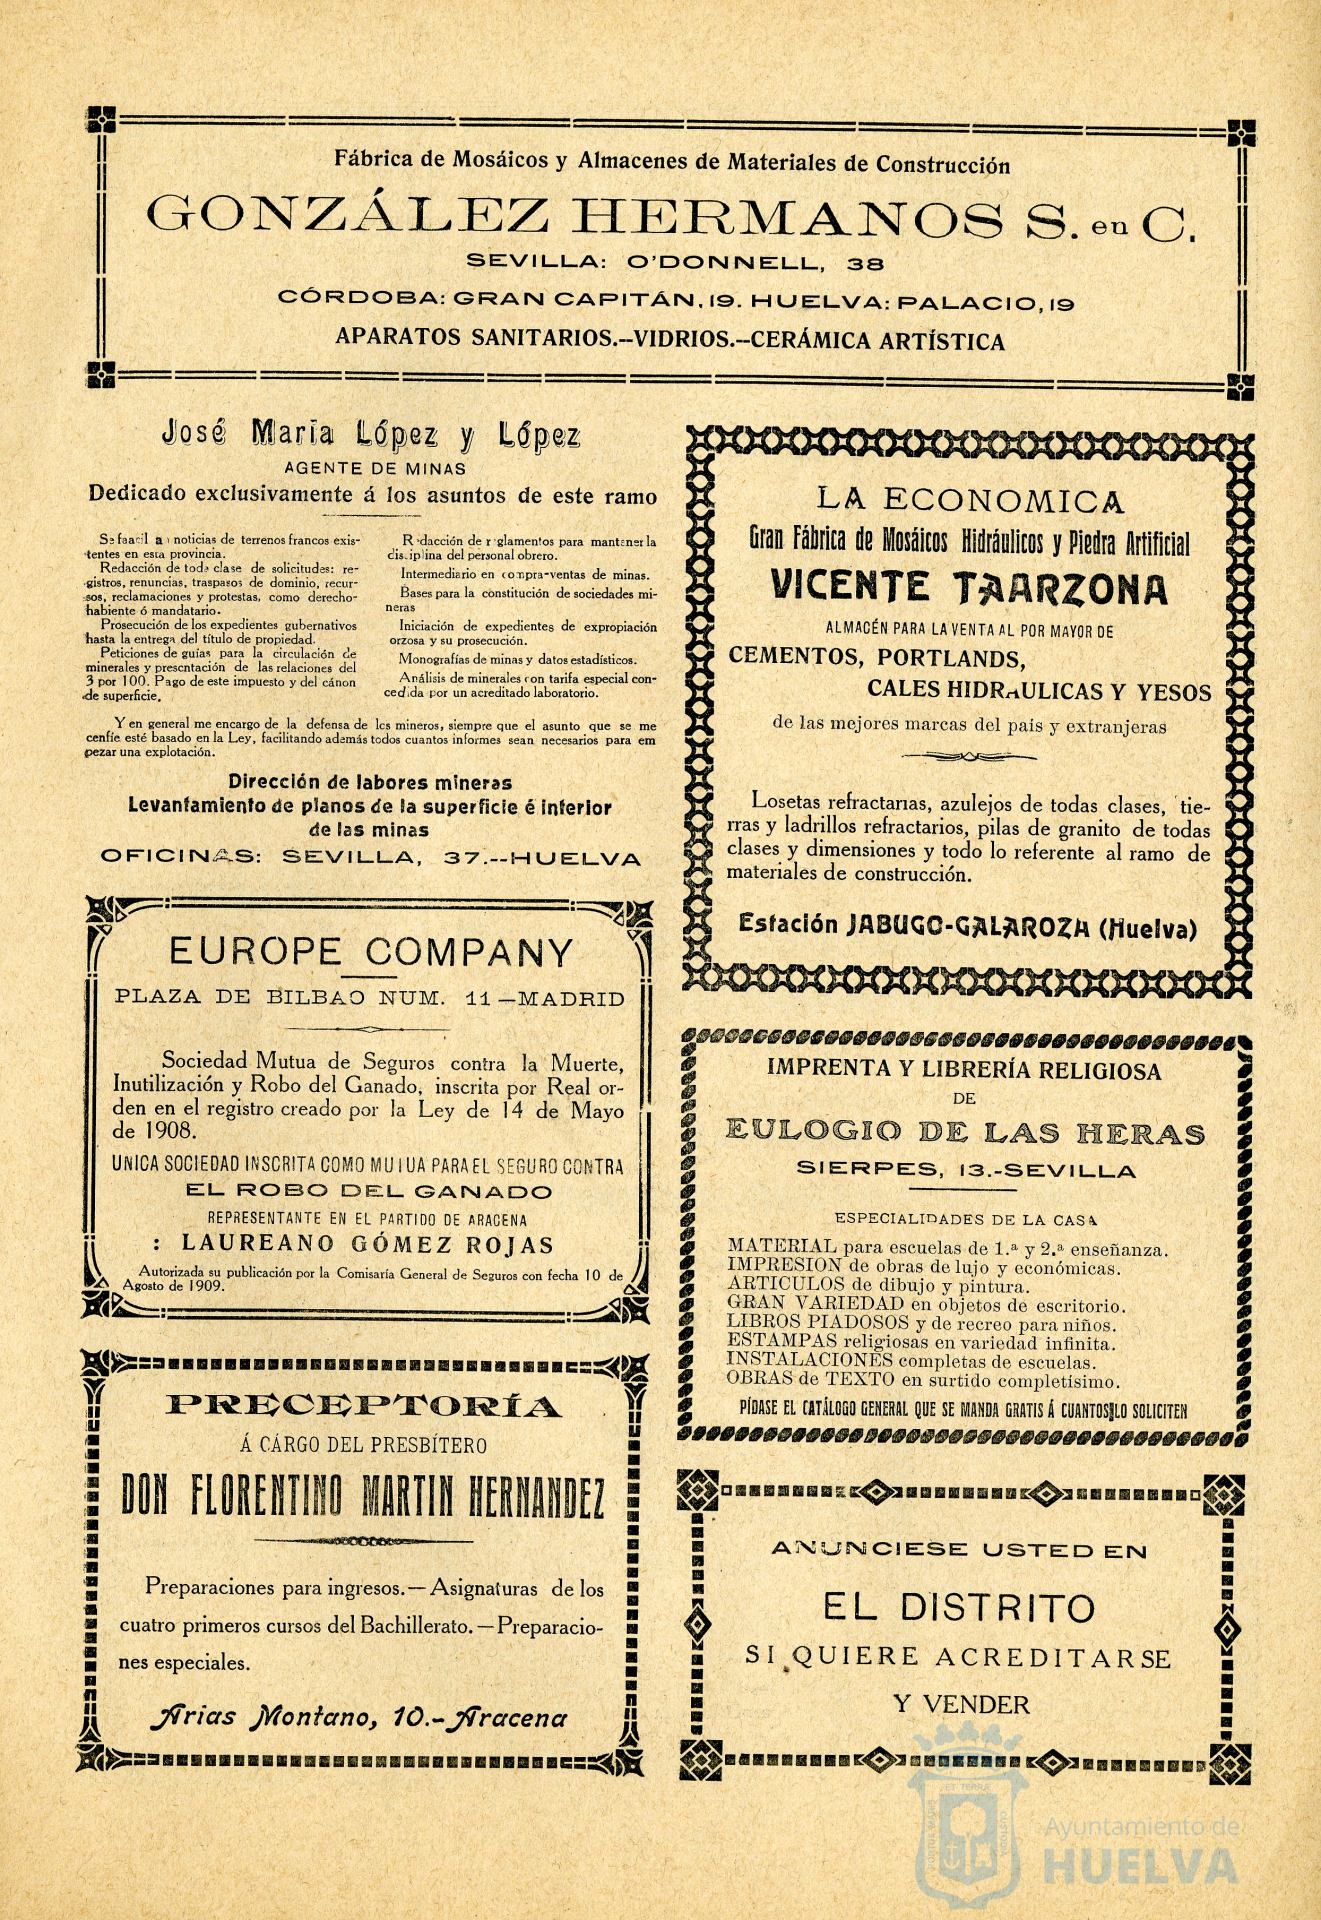 Fábrica de Mosáicos y Almacenes de Materiales de Construcción
GONZÁLEZ HERMANOS S. en C.
SEVILLA: O'DONNELL, 38
CÓRDOBA: GRAN CAPITÁN, 19. HUELVA: PALACIO, 19
APARATOS SANITARIOS.--VIDRIOS.--CERÁMICA ARTÍSTICA
José Maria López y López
AGENTE DE MINAS
Dedicado exclusivamente á los asuntos de este ramo
noticias de terrenos francos exis-
tentes en esta provincia.
Redacción de toda clase de solicitudes: re-
gistros, renuncias, traspasos de dominio, recur-
sos, reclamaciones y protestas, como derecho-
habiente ó mandatario.
Prosecución de los expedientes gubernativos
hasta la entrega del título de propiedad.
Peticiones de guías para la circulación de
minerales y presentación de las relaciones del
3 por 100. Pago de este impuesto y del cánon
de superficie.
Redacción de reglamentos para mantener la
disciplina del personal obrero.
Intermediario en compra-ventas de minas.
Bases para la constitución de sociedades mi-
neras
Iniciación de expedientes de expropiación
orzosa y su prosecución.
Monografías de minas y datos estadísticos.
Análisis de minerales con tarifa especial con-
cedida por un acreditado laboratorio.
Y en general me encargo de la defensa de los mineros, siempre que el asunto que se me
cenfíe esté basado en la Ley, facilitando además todos cuantos informes sean necesarios para em
pezar una explotación.
Dirección de labores mineras
Levantamiento de planos de la superficie é interior
de las minas
OFICINAS: SEVILLA, 37.--HUELVA
EUROPE COMPANY
PLAZA DE BILBAO NUM. 11—MADRID
Sociedad Mutua de Seguros contra la Muerte,
Inutilización y Robo del Ganado, inscrita por Real or-
den en el registro creado por la Ley de 14 de Mayo
de 1908.
UNICA SOCIEDAD INSCRITA COMO MUTUA PARA EL SEGURO CONTRA
EL ROBO DEL GANADO
REPRESENTANTE EN EL PARTIDO DE ARACENA
: LAUREANO GÓMEZ ROJAS
Autorizada su publicación por la Comisaría General de Seguros con fecha 10 de
Agosto de 1909.
PRECEPTORÍA
Á CÁRGO DEL PRESBÍTERO
DON FLORENTINO MARTIN HERNANDEZ
Preparaciones para ingresos.—Asignaturas de los
cuatro primeros cursos del Bachillerato.—Preparacio-
nes especiales.
Arias Montano, 10.-Aracena
LA ECONOMICA
Gran Fábrica de Mosáicos Hidráulicos y Piedra Artificial
VICENTE TAARZONA
ALMACÉN PARA LA VENTA AL POR MAYOR DE
CEMENTOS, PORTLANDS,
CALES HIDRAULICAS Y YESOS
de las mejores marcas del país y extranjeras
Losetas refractarias, azulejos de todas clases, tie-
rras y ladrillos refractarios, pilas de granito de todas
clases y dimensiones y todo lo referente al ramo de
materiales de construcción.
Estación JABUGO-GALAROZA (Huelva)
IMPRENTA Y LIBRERÍA RELIGIOSA
DE
EULOGIO DE LAS HERAS
SIERPES, 13.-SEVILLA
ESPECIALIDADES DE LA CASA
MATERIAL para escuelas de 1.ª y 2.ª enseñanza.
IMPRESION de obras de lujo y económicas.
ARTICULOS de dibujo y pintura.
GRAN VARIEDAD en objetos de escritorio.
LIBROS PIADOSOS y de recreo para niños.
ESTAMPAS religiosas en variedad infinita.
INSTALACIONES completas de escuelas.
OBRAS de TEXTO en surtido completísimo.
PÍDASE EL CATÁLOGO GENERAL QUE SE MANDA GRATIS Á CUANTOS LO SOLICITEN
ANUNCIESE USTED EN
EL DISTRITO
SI QUIERE ACREDITARSE
Y VENDER
Ayuntamiento de
HUELVA